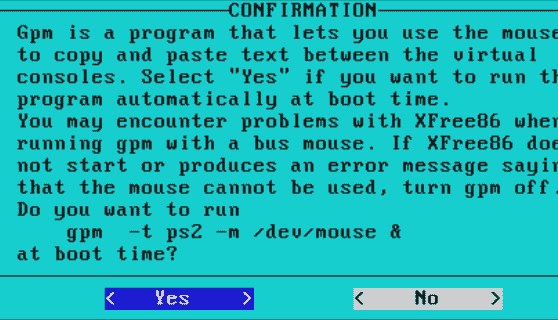 CONFIRMATION
Gpm is a program that lets you use the mouse
to copy and paste text between the virtual
consoles. Select "Yes" if you want to run th
program automatically at boot time.
You may encounter problems with XFree86 when
running gpm with a bus mouse. If XFree86 doe
not start or produces an error message sayin
that the mouse cannot be used, turn gpm off.
Do you want to run
gpm -t ps2 -m /dev/mouse &
at boot time?
< Yes > < No >